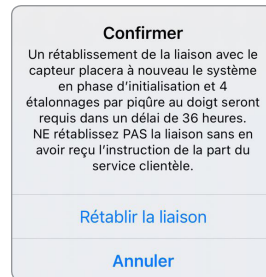 Confirmer
Un rétablissement de la liaison avec le
capteur placera à nouveau le système
en phase d'initialisation et 4
étalonnages par piqûre au doigt seront
requis dans un délai de 36 heures.
NE rétablissez PAS la liaison sans en
avoir reçu l'instruction de la part du
service clientèle.
Rétablir la liaison
Annuler